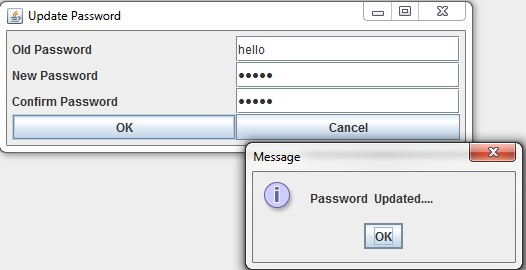 Update Password
Old Password hello
New Password •••••
Confirm Password •••••
OK Cancel
Message
Password Updated....
OK